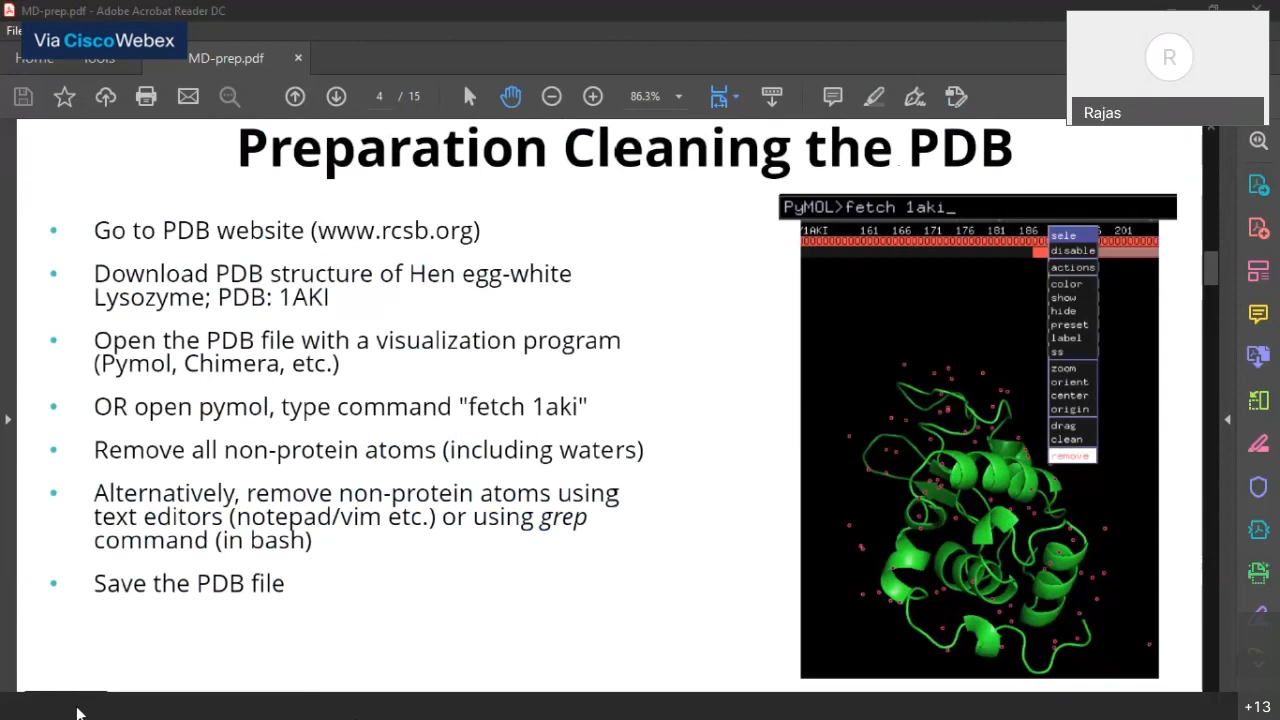 MD-prep.pdf - Adobe Acrobat Reader DC
Via CiscoWebex
MD-prep.pdf
4 / 15
86.3%
R
Rajas
Preparation Cleaning the PDB
• Go to PDB website (www.rcsb.org)
• Download PDB structure of Hen egg-white
Lysozyme; PDB: 1AKI
• Open the PDB file with a visualization program
(Pymol, Chimera, etc.)
• OR open pymol, type command "fetch 1aki"
• Remove all non-protein atoms (including waters)
• Alternatively, remove non-protein atoms using
text editors (notepad/vim etc.) or using grep
command (in bash)
• Save the PDB file
PyMOL>fetch 1aki_
/1AKI 161 166 171 176 181 186 201
sele
disable
actions
color
show
hide
preset
label
ss
zoom
orient
center
origin
drag
clean
remove
+13